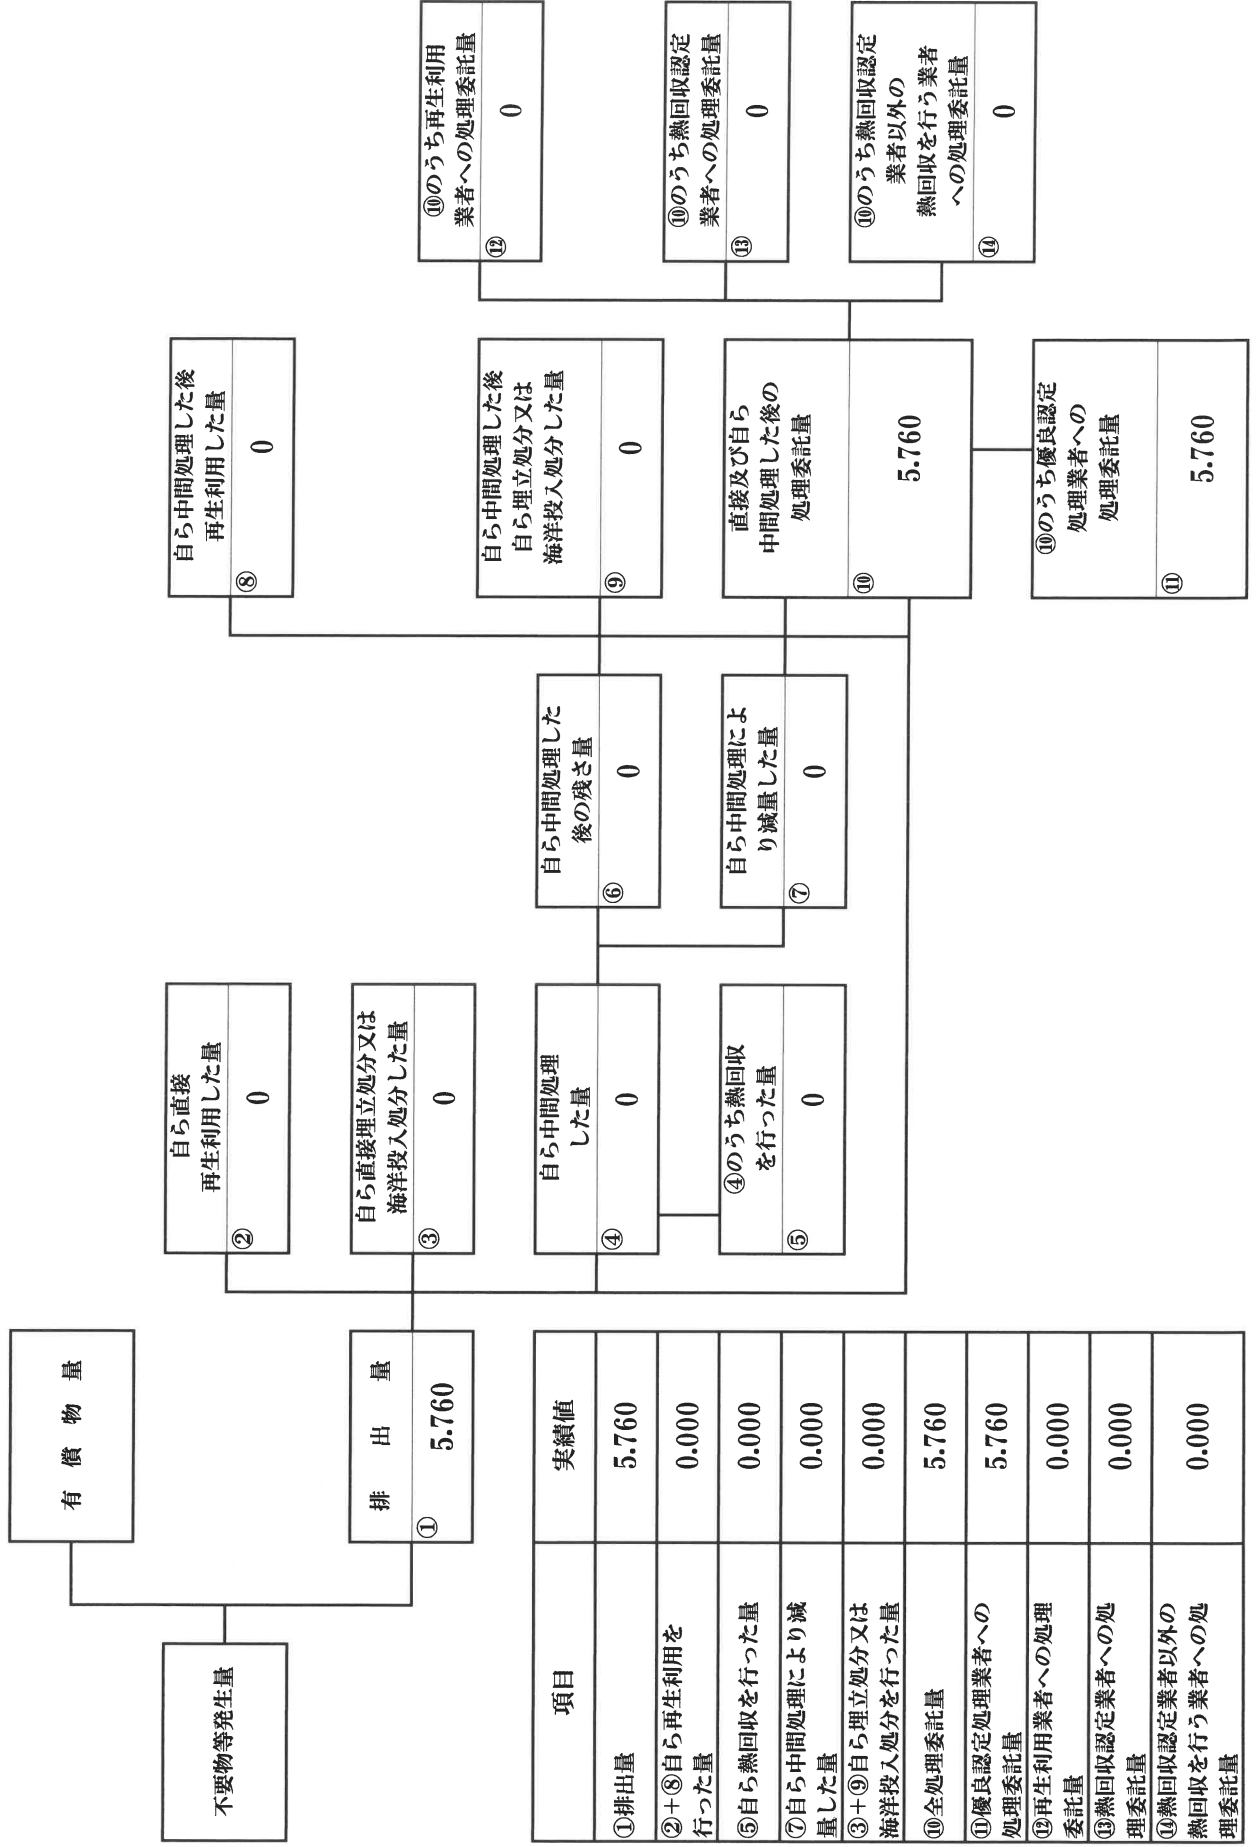 不要物等発生量
有償物量
排出量
①
5.760
自ら直接
再生利用した量
②
0
自ら直接埋立処分又は
海洋投入処分した量
③
0
自ら中間処理
した量
④
0
④のうち熱回収
を行った量
⑤
0
自ら中間処理した
後の残さ量
⑥
0
自ら中間処理によ
り減量した量
⑦
0
自ら中間処理した後
再生利用した量
⑧
0
自ら中間処理した後
自ら埋立処分又は
海洋投入処分した量
⑨
0
直接及び自ら
中間処理した後の
処理委託量
⑩
5.760
⑩のうち優良認定
処理業者への
処理委託量
⑪
5.760
⑩のうち再生利用
業者への処理委託量
⑫
0
⑩のうち熱回収認定
業者への処理委託量
⑬
0
⑩のうち熱回収認定
業者以外の
熱回収を行う業者
への処理委託量
⑭
0
項目 実績値
①排出量 5.760
②+⑧自ら再生利用を
行った量 0.000
⑤自ら熱回収を行った量 0.000
⑦自ら中間処理により減
量した量 0.000
③+⑨自ら埋立処分又は
海洋投入処分を行った量 0.000
⑩全処理委託量 5.760
⑪優良認定処理業者への
処理委託量 5.760
⑫再生利用業者への処理
委託量 0.000
⑬熱回収認定業者への処
理委託量 0.000
⑭熱回収認定業者以外の
熱回収を行う業者への処
理委託量 0.000